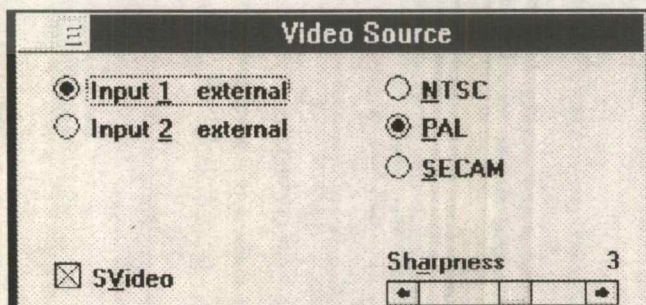 Video Source
Input 1 external
Input 2 external
NTSC
PAL
SECAM
SVideo
Sharpness 3